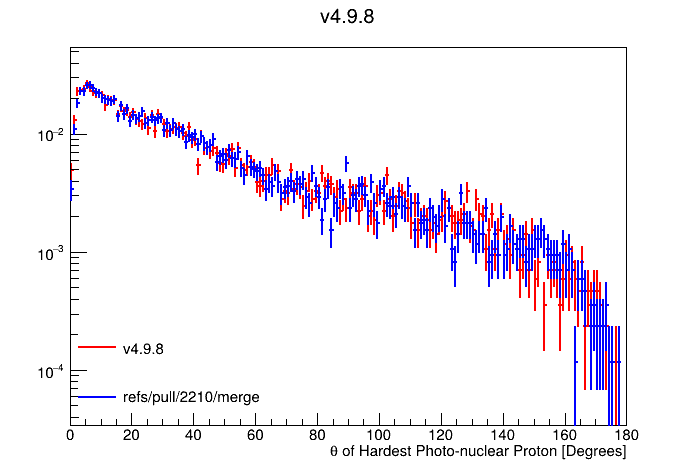 v4.9.8
10⁻²
10⁻³
10⁻⁴
v4.9.8
refs/pull/2210/merge
0 20 40 60 80 100 120 140 160 180
θ of Hardest Photo-nuclear Proton [Degrees]